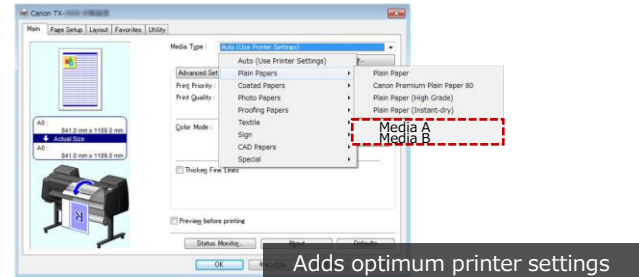 Canon TX-
Main Page Setup Layout Favorites Utility
Media Type : Auto (Use Printer Settings)
Auto (Use Printer Settings)
Advanced Set Plain Papers Plain Paper
Print Priority : Coated Papers Canon Premium Plain Paper 80
Print Quality : Photo Papers Plain Paper (High Grade)
Proofing Papers Plain Paper (Instant-dry)
A0 :
841.0 mm x 1189.0 mm
Color Mode : Textile Media A
Actual Size
Sign Media B
A0 :
841.0 mm x 1189.0 mm
CAD Papers
Special
Thicken Fine Lines
R
Preview before printing
Status Monitor... About Defaults
OK
Adds optimum printer settings